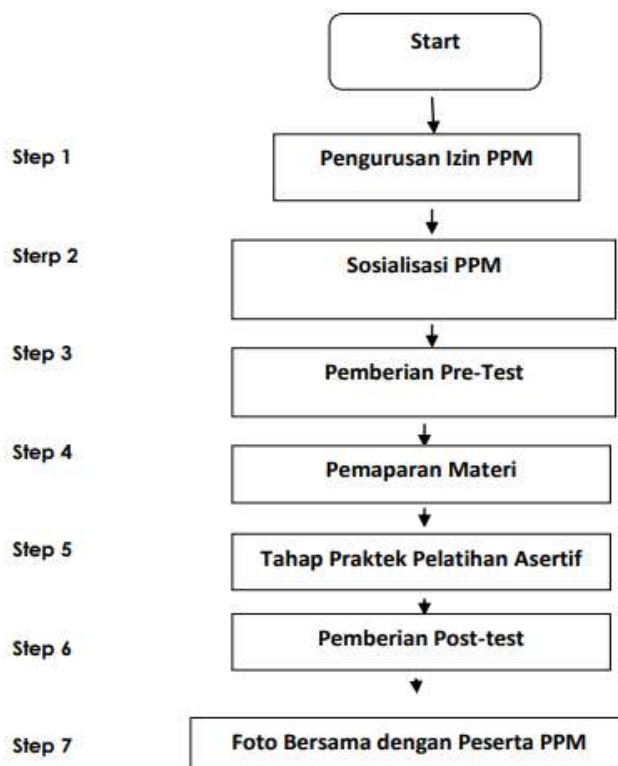 Start
Step 1
Pengurusan Izin PPM
Sterp 2
Sosialisasi PPM
Step 3
Pemberian Pre-Test
Step 4
Pemaparan Materi
Step 5
Tahap Praktek Pelatihan Asertif
Step 6
Pemberian Post-test
Step 7
Foto Bersama dengan Peserta PPM